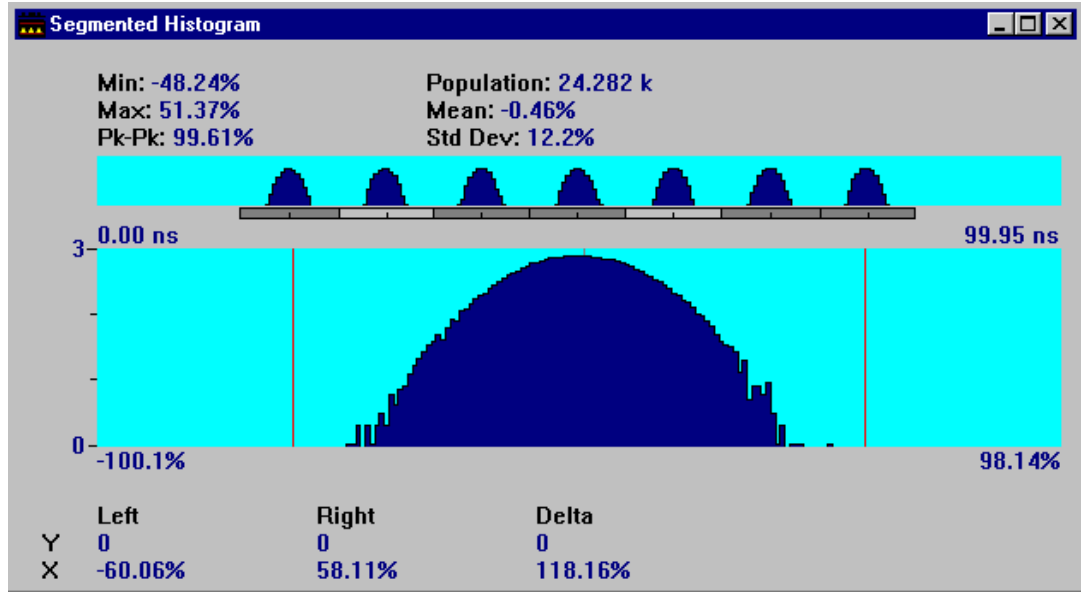 Segmented Histogram
Min: -48.24% Population: 24.282 k
Max: 51.37% Mean: -0.46%
Pk-Pk: 99.61% Std Dev: 12.2%
0.00 ns 99.95 ns
3
0
-100.1% 98.14%
Left Right Delta
Y 0 0 0
X -60.06% 58.11% 118.16%